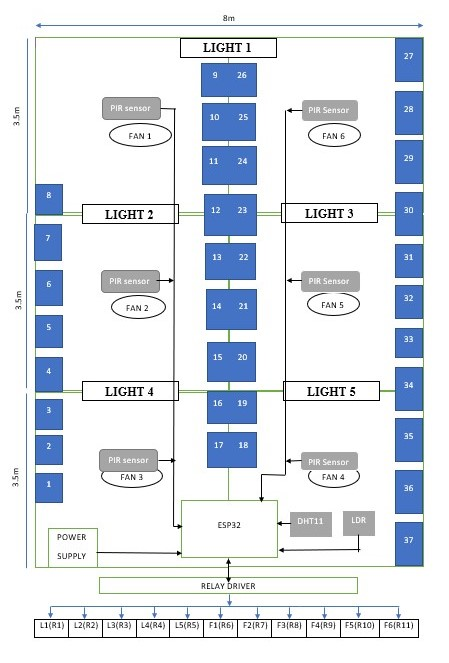 8m
LIGHT 1
27
9 26
PIR sensor
PIR Sensor
28
10 25
FAN 1
FAN 6
3.5m
11 24
29
8
12 23
30
LIGHT 2
LIGHT 3
7
13 22
31
PIR sensor
PIR Sensor
6
FAN 2
FAN 5
32
3.5m
14 21
5
33
15 20
4
34
LIGHT 4
LIGHT 5
3
16 19
35
2
17 18
PIR sensor
PIR Sensor
FAN 3
FAN 4
3.5m
1
36
ESP32
DHT11
LDR
37
POWER
SUPPLY
RELAY DRIVER
L1(R1) L2(R2) L3(R3) L4(R4) L5(R5) F1(R6) F2(R7) F3(R8) F4(R9) F5(R10) F6(R11)